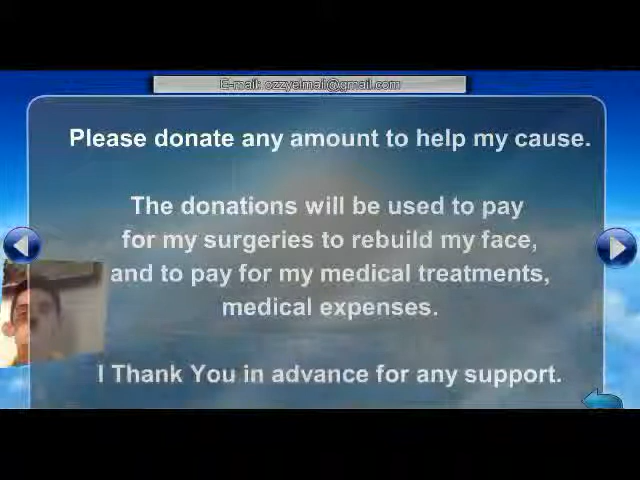 E-mail: ozzyelmali@gmail.com
Please donate any amount to help my cause.
The donations will be used to pay
for my surgeries to rebuild my face,
and to pay for my medical treatments,
medical expenses.
I Thank You in advance for any support.